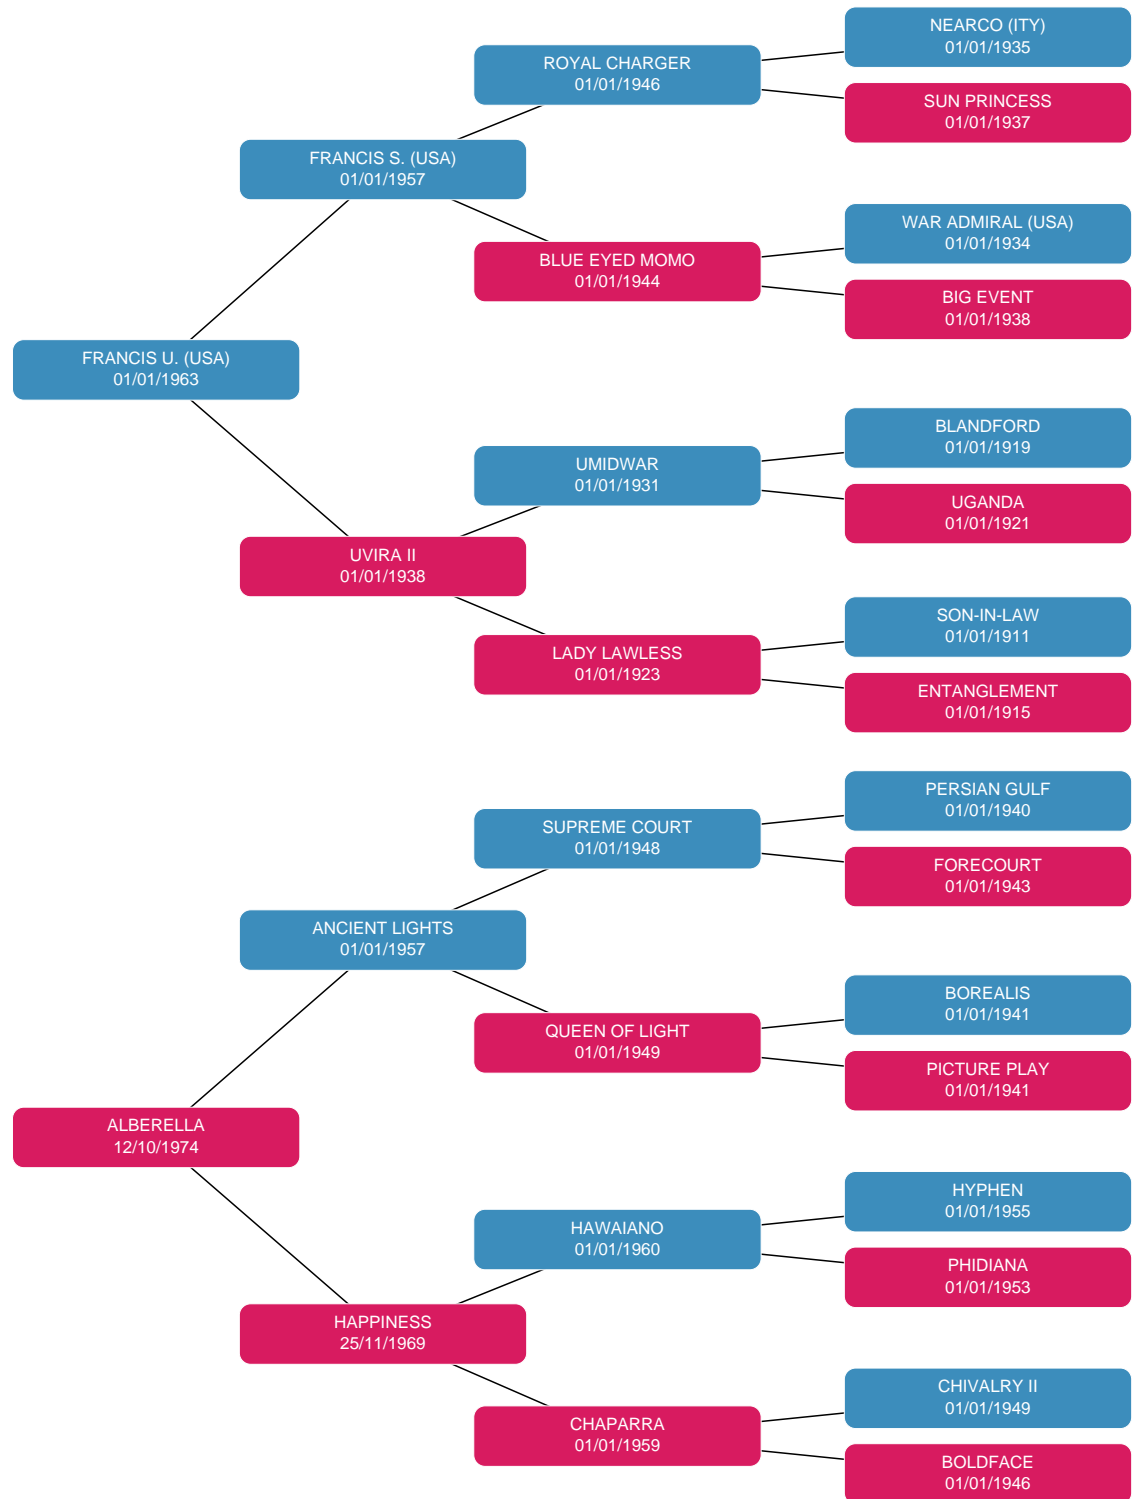 NEARCO (ITY)
01/01/1935
ROYAL CHARGER
01/01/1946
SUN PRINCESS
01/01/1937
FRANCIS S. (USA)
01/01/1957
WAR ADMIRAL (USA)
01/01/1934
BLUE EYED MOMO
01/01/1944
BIG EVENT
01/01/1938
FRANCIS U. (USA)
01/01/1963
BLANDFORD
01/01/1919
UMIDWAR
01/01/1931
UGANDA
01/01/1921
UVIRA II
01/01/1938
SON-IN-LAW
01/01/1911
LADY LAWLESS
01/01/1923
ENTANGLEMENT
01/01/1915
PERSIAN GULF
01/01/1940
SUPREME COURT
01/01/1948
FORECOURT
01/01/1943
ANCIENT LIGHTS
01/01/1957
BOREALIS
01/01/1941
QUEEN OF LIGHT
01/01/1949
PICTURE PLAY
01/01/1941
ALBERELLA
12/10/1974
HYPHEN
01/01/1955
HAWAIANO
01/01/1960
PHIDIANA
01/01/1953
HAPPINESS
25/11/1969
CHIVALRY II
01/01/1949
CHAPARRA
01/01/1959
BOLDFACE
01/01/1946